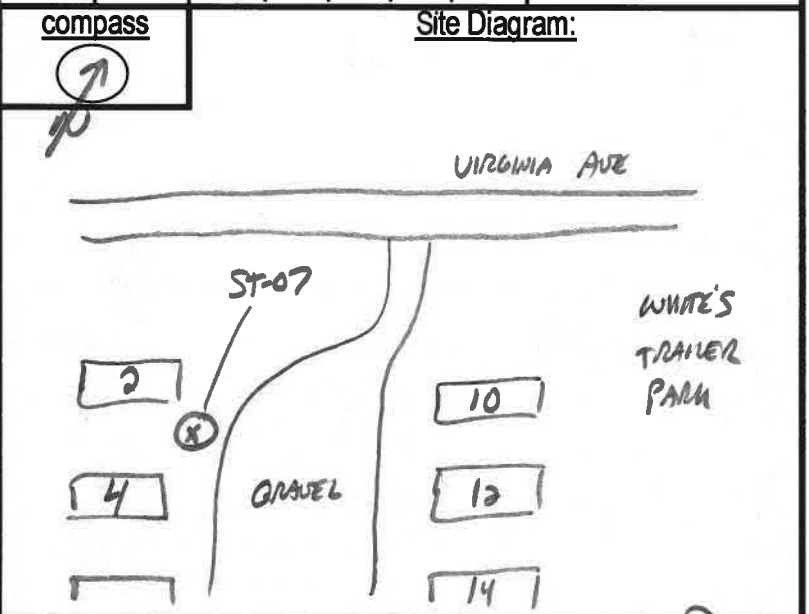 compass
Site Diagram:
N
VIRGINIA AVE
ST-07
WHITE'S
TRAILER
PARK
2
X
10
4
GRAVEL
12
14